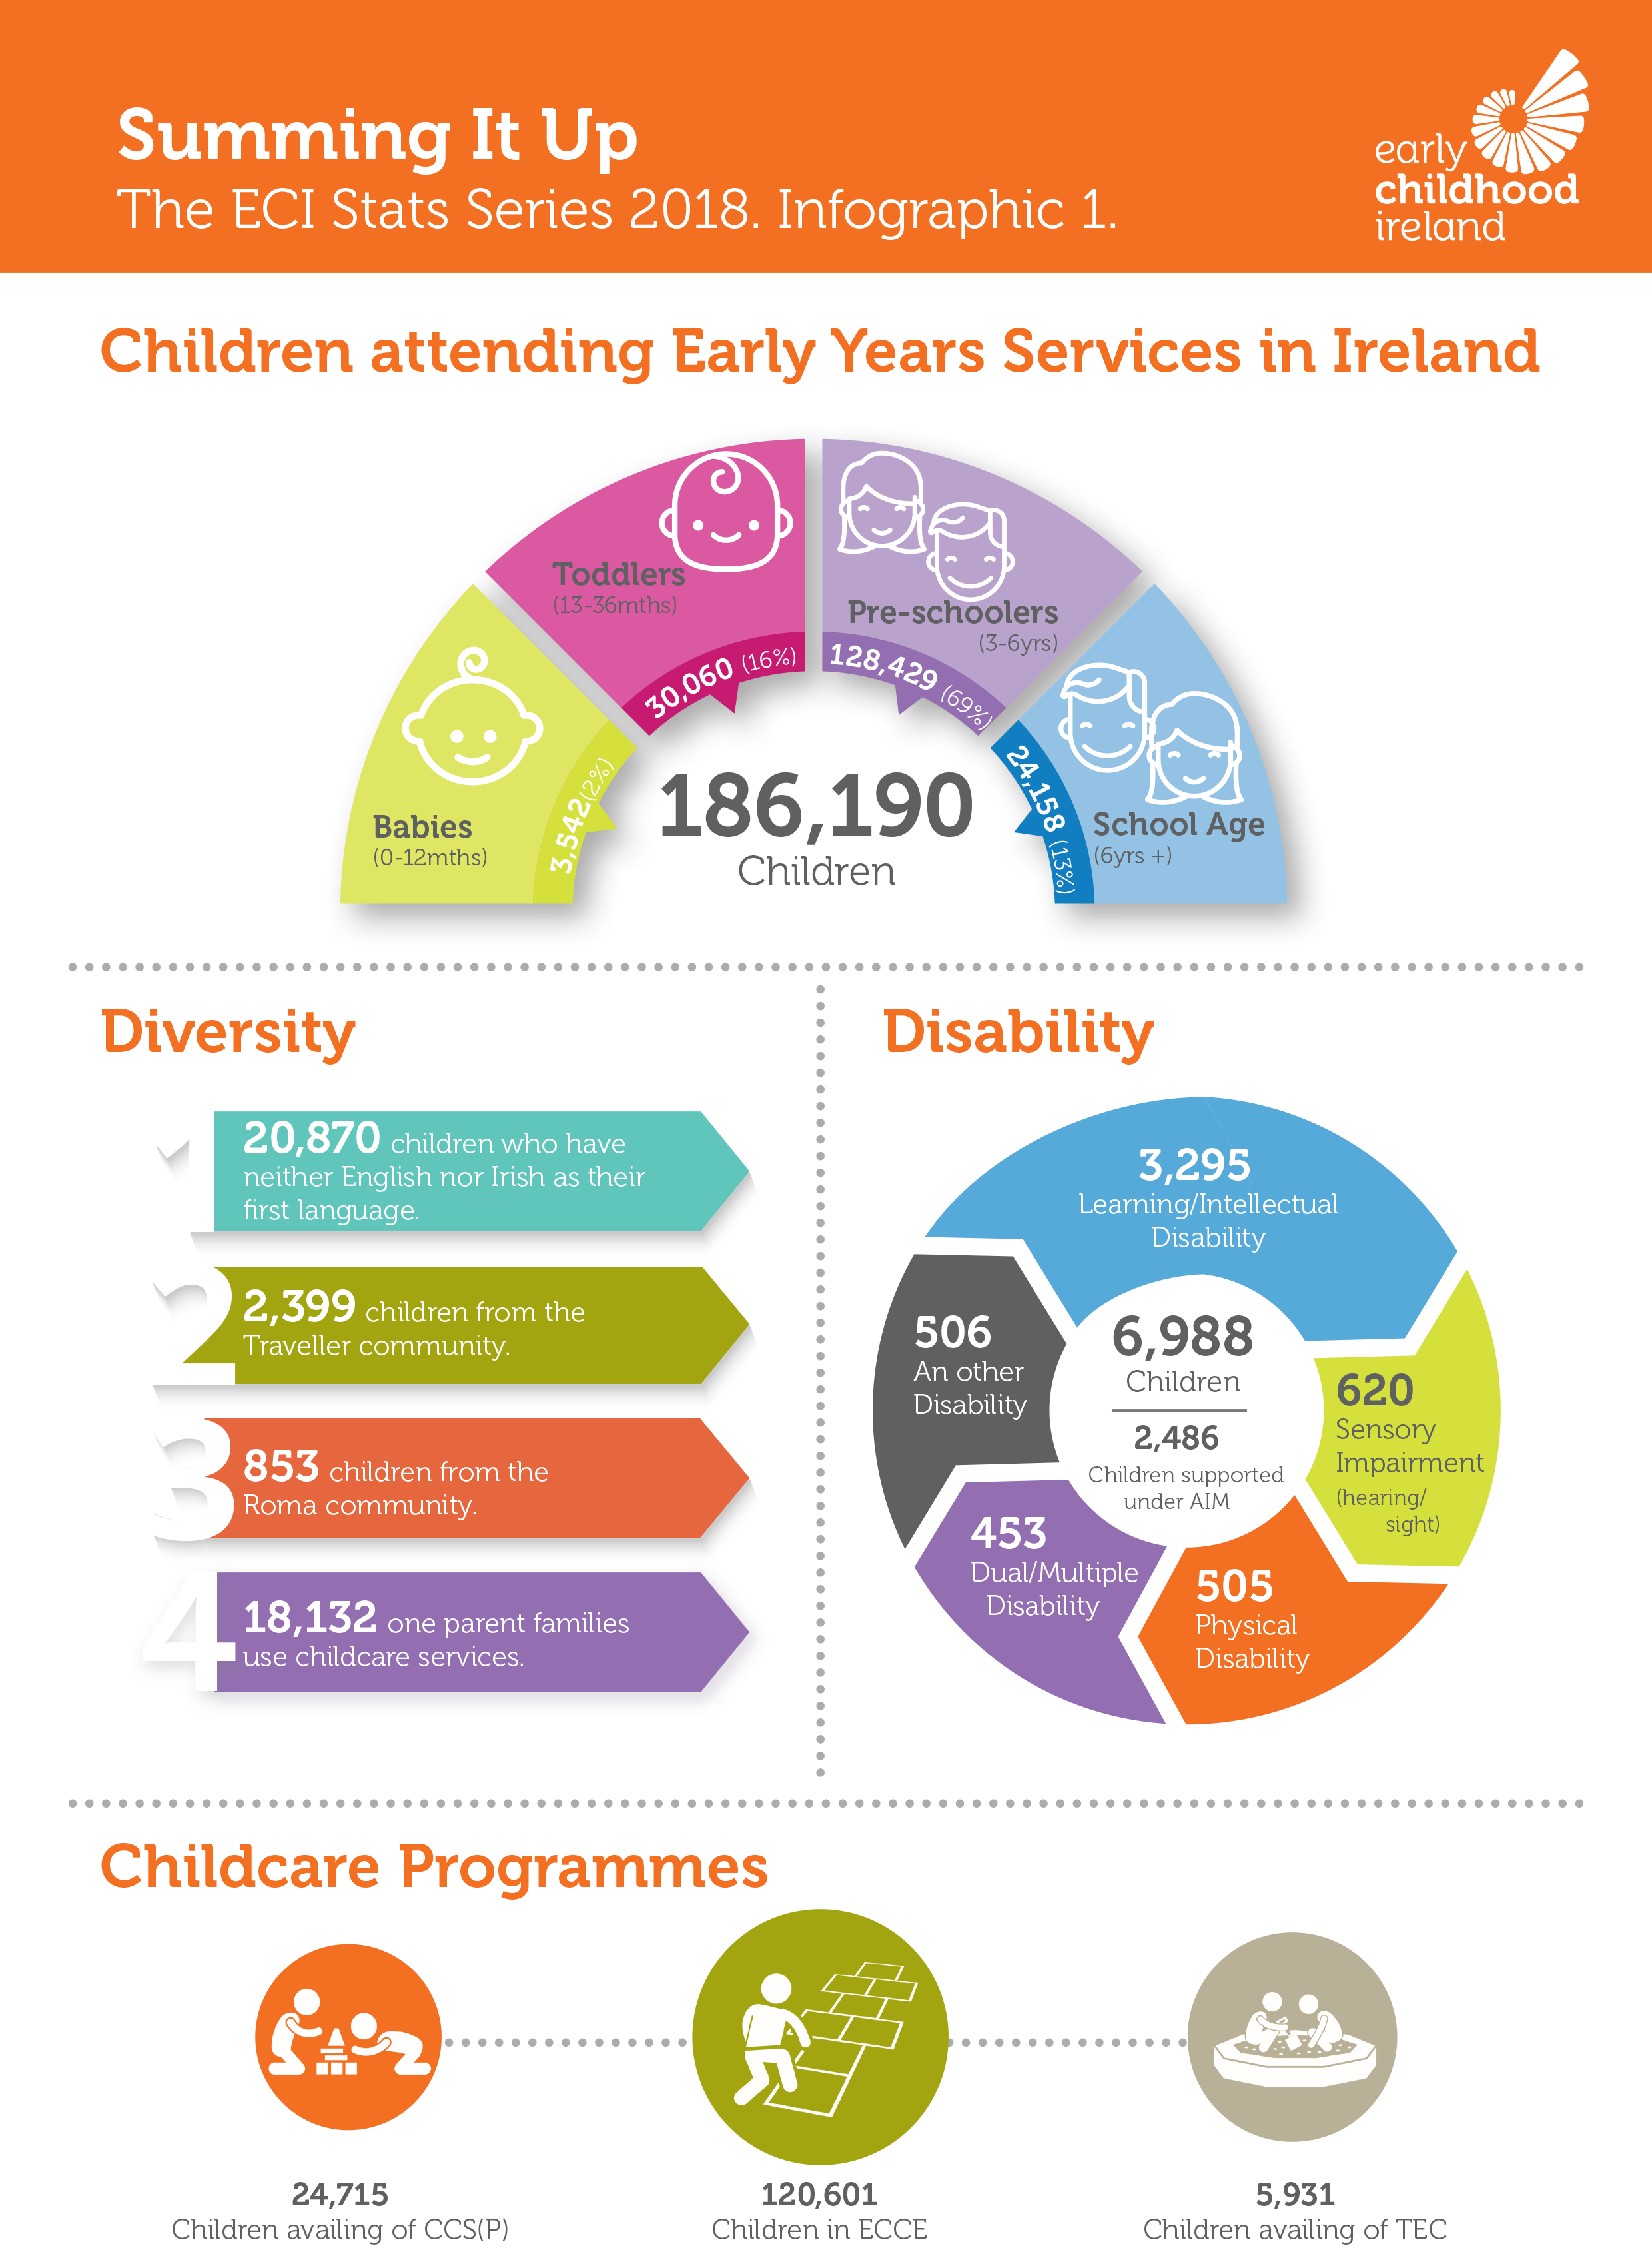 Summing It Up
The ECI Stats Series 2018. Infographic 1.
early
childhood
ireland
Children attending Early Years Services in Ireland
Babies
(0-12mths)
3,542 (2%)
Toddlers
(13-36mths)
30,060 (16%)
Pre-schoolers
(3-6yrs)
128,429 (69%)
School Age
(6yrs +)
24,158 (13%)
186,190
Children
Diversity
1
20,870 children who have
neither English nor Irish as their
first language.
2
2,399 children from the
Traveller community.
3
853 children from the
Roma community.
4
18,132 one parent families
use childcare services.
Disability
3,295
Learning/Intellectual
Disability
620
Sensory
Impairment
(hearing/
sight)
505
Physical
Disability
453
Dual/Multiple
Disability
506
An other
Disability
6,988
Children
2,486
Children supported
under AIM
Childcare Programmes
24,715
Children availing of CCS(P)
120,601
Children in ECCE
5,931
Children availing of TEC